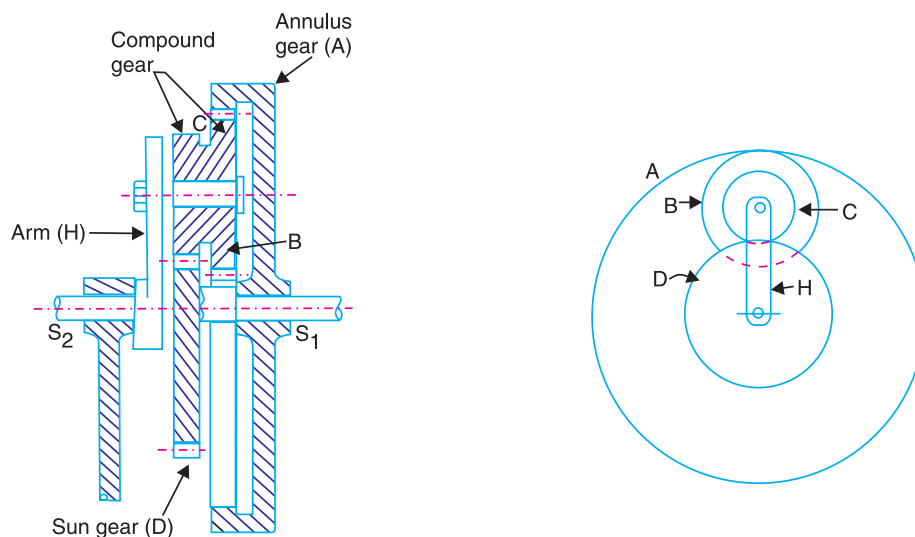 Annulus
gear (A)
Compound
gear
C
Arm (H)
B
S2
S1
Sun gear (D)
A
B
C
D
H